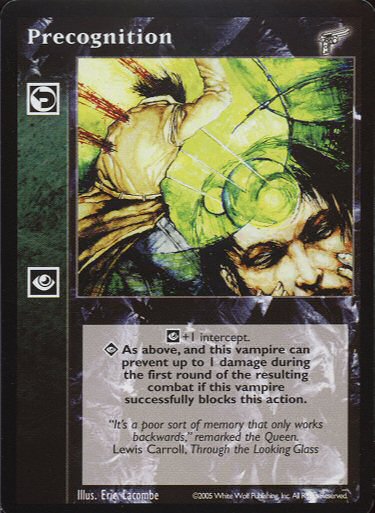 Precognition
+1 intercept.
As above, and this vampire can
prevent up to 1 damage during
the first round of the resulting
combat if this vampire
successfully blocks this action.
"It's a poor sort of memory that only works
backwards," remarked the Queen.
Lewis Carroll, Through the Looking Glass
Illus. Eric Lacombe ©2005 White Wolf Publishing, Inc. All Rights Reserved.